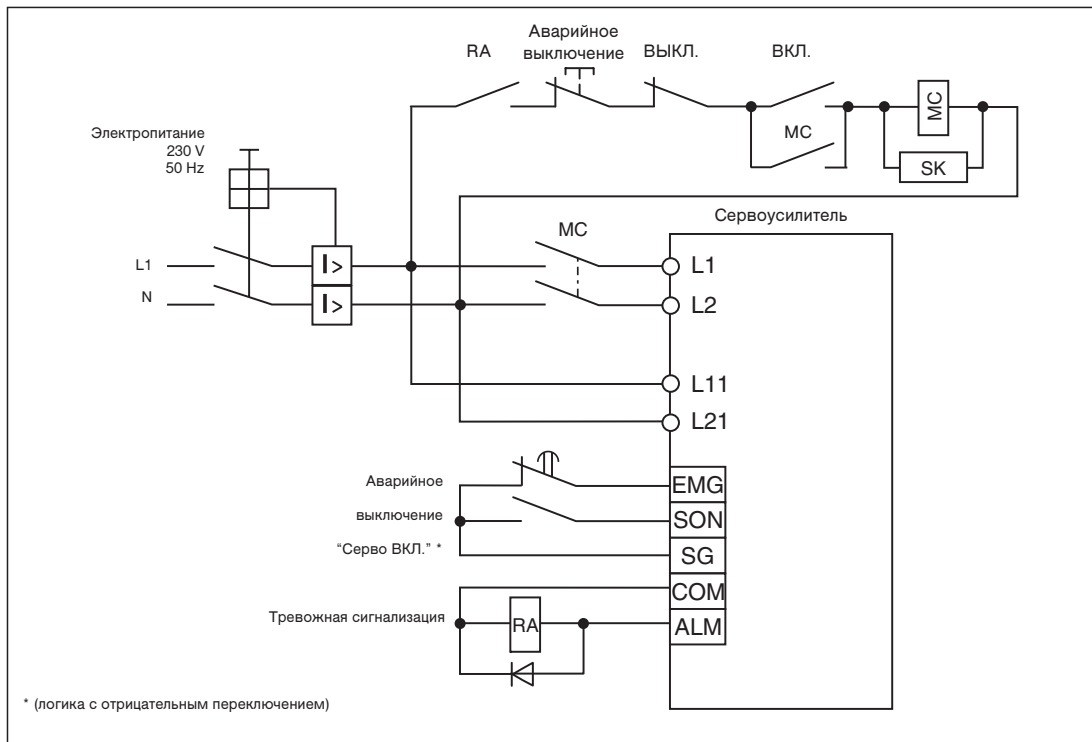 Аварийное
RA выключение ВЫКЛ. ВКЛ.
MC
MC
SK
Электропитание
230 V
50 Hz
Сервоусилитель
MC
L1 I> L1
N I> L2
L11
L21
Аварийное EMG
выключение SON
“Серво ВКЛ.” * SG
COM
Тревожная сигнализация RA ALM
* (логика с отрицательным переключением)